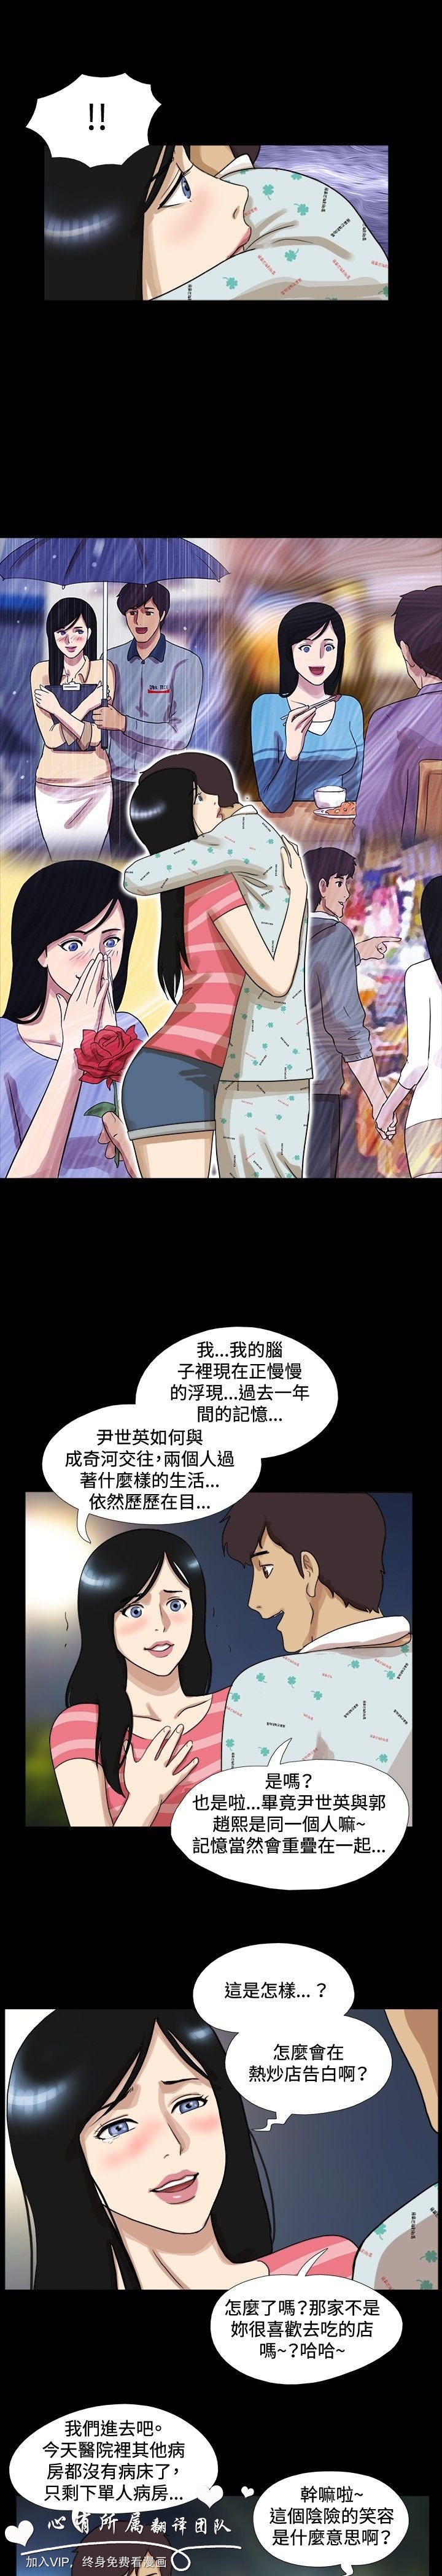 !!
我...我的腦
子裡現在正慢慢
的浮現...過去一年
間的記憶...
尹世英如何與
成奇河交往，兩個人過
著什麼樣的生活...
依然歷歷在目...
是嗎？
也是啦...畢竟尹世英與郭
趙熙是同一個人嘛~
記憶當然會重疊在一起...
這是怎樣...？
怎麼會在
熱炒店告白啊？
怎麼了嗎？那家不是
妳很喜歡去吃的店
嗎~？哈哈~
我們進去吧。
今天醫院裡其他病
房都沒有病床了，
只剩下單人病房...
幹嘛啦~
這個陰險的笑容
是什麼意思啊？
心有所属翻译团队
加入VIP，终身免费看漫画